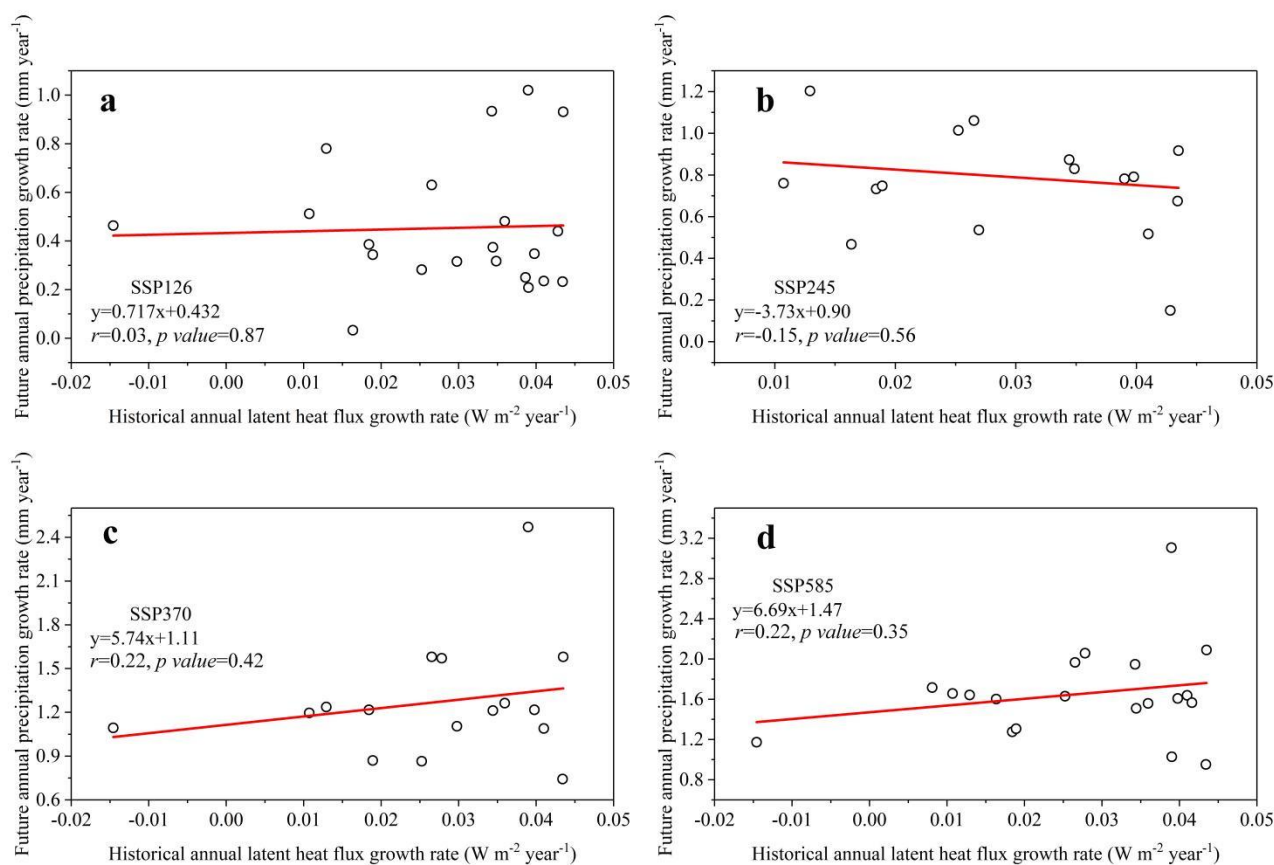 Future annual precipitation growth rate (mm year-1)
a
1.0
0.8
0.6
0.4
0.2
0.0
SSP126
y=0.717x+0.432
r=0.03, p value=0.87
-0.02 -0.01 0.00 0.01 0.02 0.03 0.04 0.05
Historical annual latent heat flux growth rate (W m-2 year-1)
Future annual precipitation growth rate (mm year-1)
b
1.2
1.0
0.8
0.6
0.4
0.2
0.0
SSP245
y=-3.73x+0.90
r=-0.15, p value=0.56
0.01 0.02 0.03 0.04 0.05
Historical annual latent heat flux growth rate (W m-2 year-1)
Future annual precipitation growth rate (mm year-1)
c
2.4
2.1
1.8
1.5
1.2
0.9
0.6
SSP370
y=5.74x+1.11
r=0.22, p value=0.42
-0.02 -0.01 0.00 0.01 0.02 0.03 0.04 0.05
Historical annual latent heat flux growth rate (W m-2 year-1)
Future annual precipitation growth rate (mm year-1)
d
3.2
2.8
2.4
2.0
1.6
1.2
0.8
SSP585
y=6.69x+1.47
r=0.22, p value=0.35
-0.02 -0.01 0.00 0.01 0.02 0.03 0.04 0.05
Historical annual latent heat flux growth rate (W m-2 year-1)